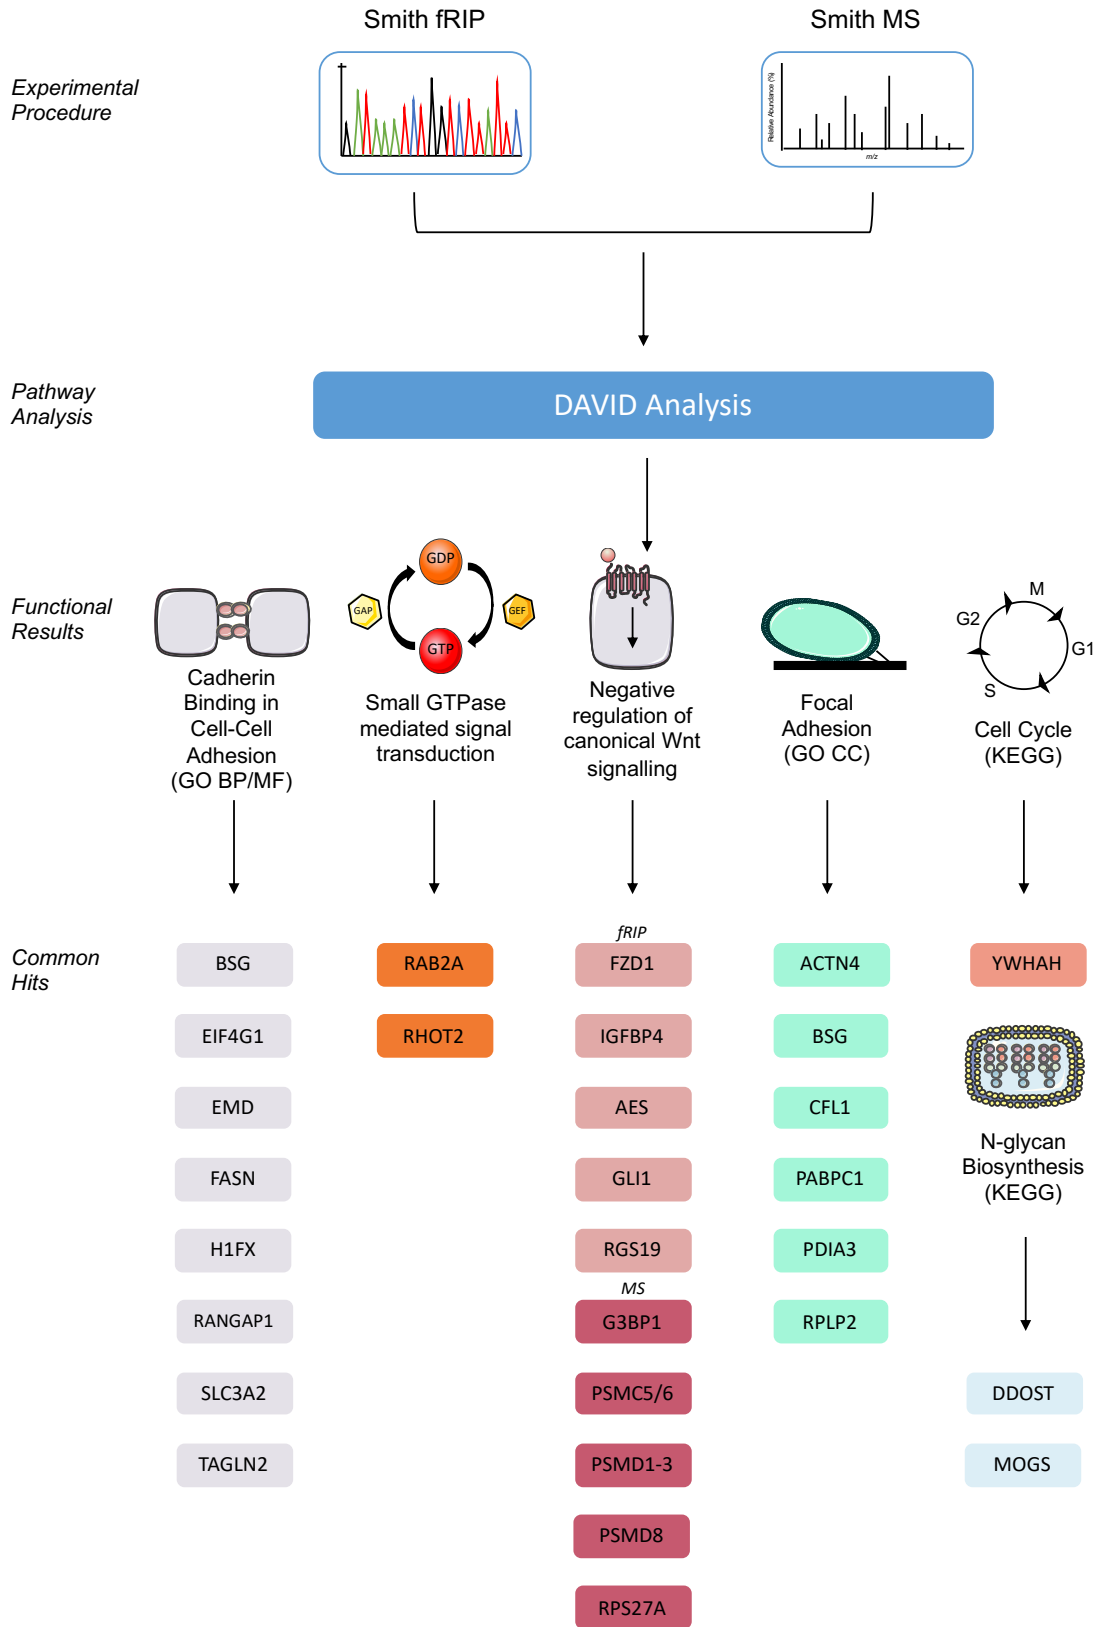 Smith fRIP
Smith MS
Experimental
Procedure
Relative Abundance (%)
m/z
Pathway
Analysis
DAVID Analysis
Functional
Results
GDP
GAP
GEF
GTP
M
G2
G1
S
Cadherin
Binding in
Cell-Cell
Adhesion
(GO BP/MF)
Small GTPase
mediated signal
transduction
Negative
regulation of
canonical Wnt
signalling
Focal
Adhesion
(GO CC)
Cell Cycle
(KEGG)
Common
Hits
BSG
EIF4G1
EMD
FASN
H1FX
RANGAP1
SLC3A2
TAGLN2
RAB2A
RHOT2
fRIP
FZD1
IGFBP4
AES
GLI1
RGS19
MS
G3BP1
PSMC5/6
PSMD1-3
PSMD8
RPS27A
ACTN4
BSG
CFL1
PABPC1
PDIA3
RPLP2
YWHAH
N-glycan
Biosynthesis
(KEGG)
DDOST
MOGS